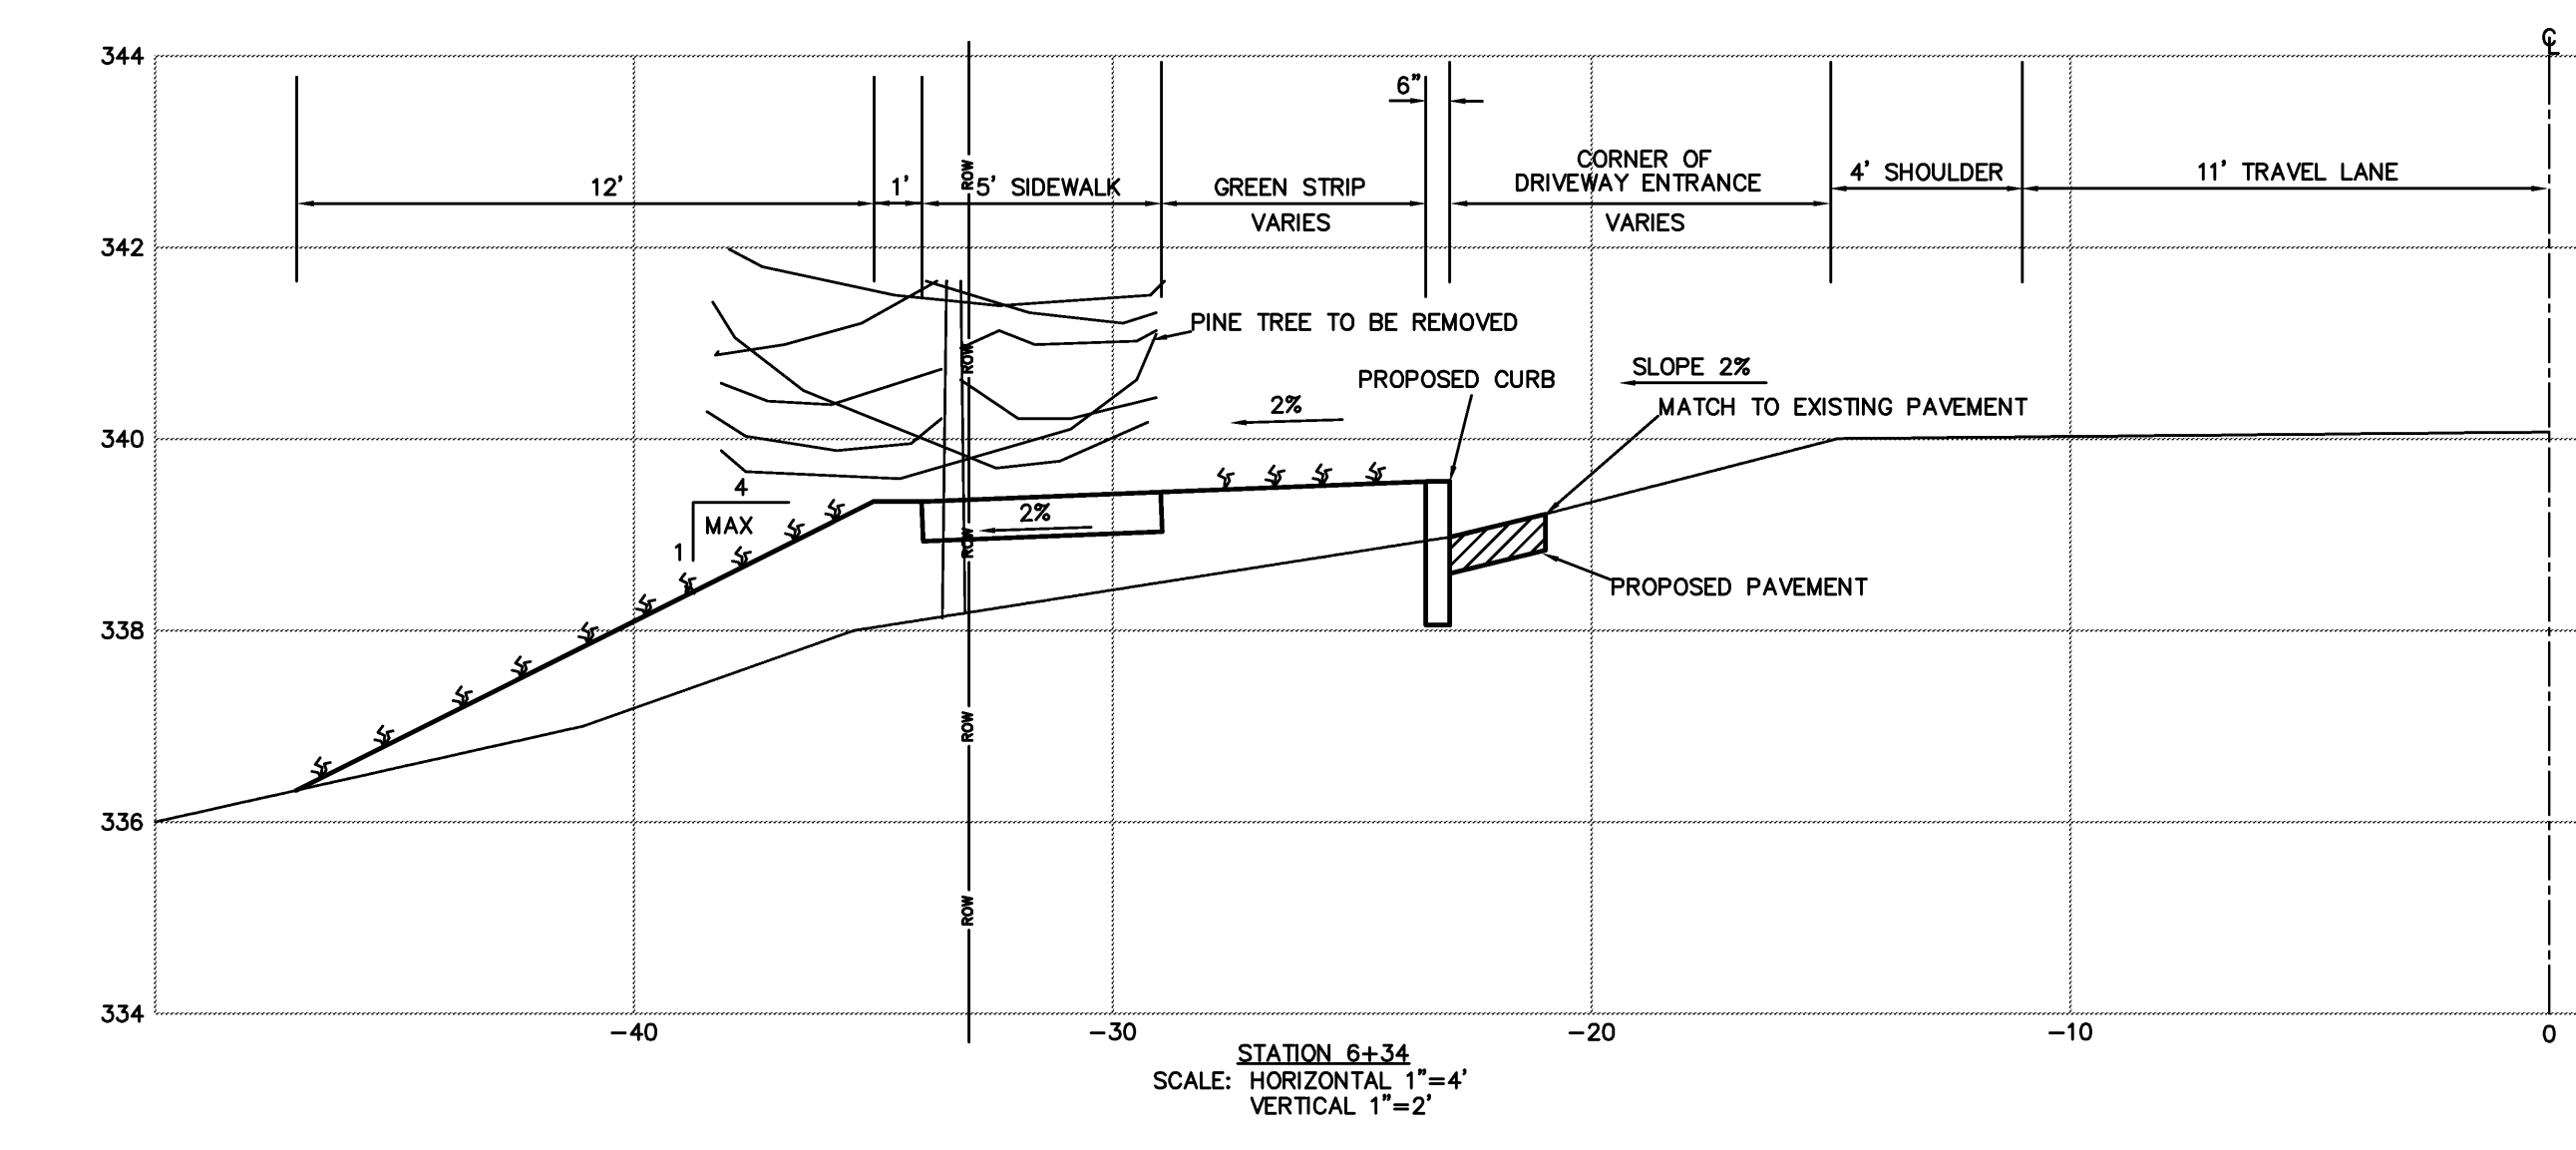 344
℄
6"
ROW
CORNER OF
DRIVEWAY ENTRANCE
VARIES
4' SHOULDER
11' TRAVEL LANE
12'
1'
5' SIDEWALK
GREEN STRIP
VARIES
342
PINE TREE TO BE REMOVED
ROW
SLOPE 2%
PROPOSED CURB
2%
MATCH TO EXISTING PAVEMENT
340
4
MAX
1
2%
ROW
PROPOSED PAVEMENT
338
ROW
336
ROW
334
-40
-30
-20
-10
0
STATION 6+34
SCALE: HORIZONTAL 1"=4'
VERTICAL 1"=2'